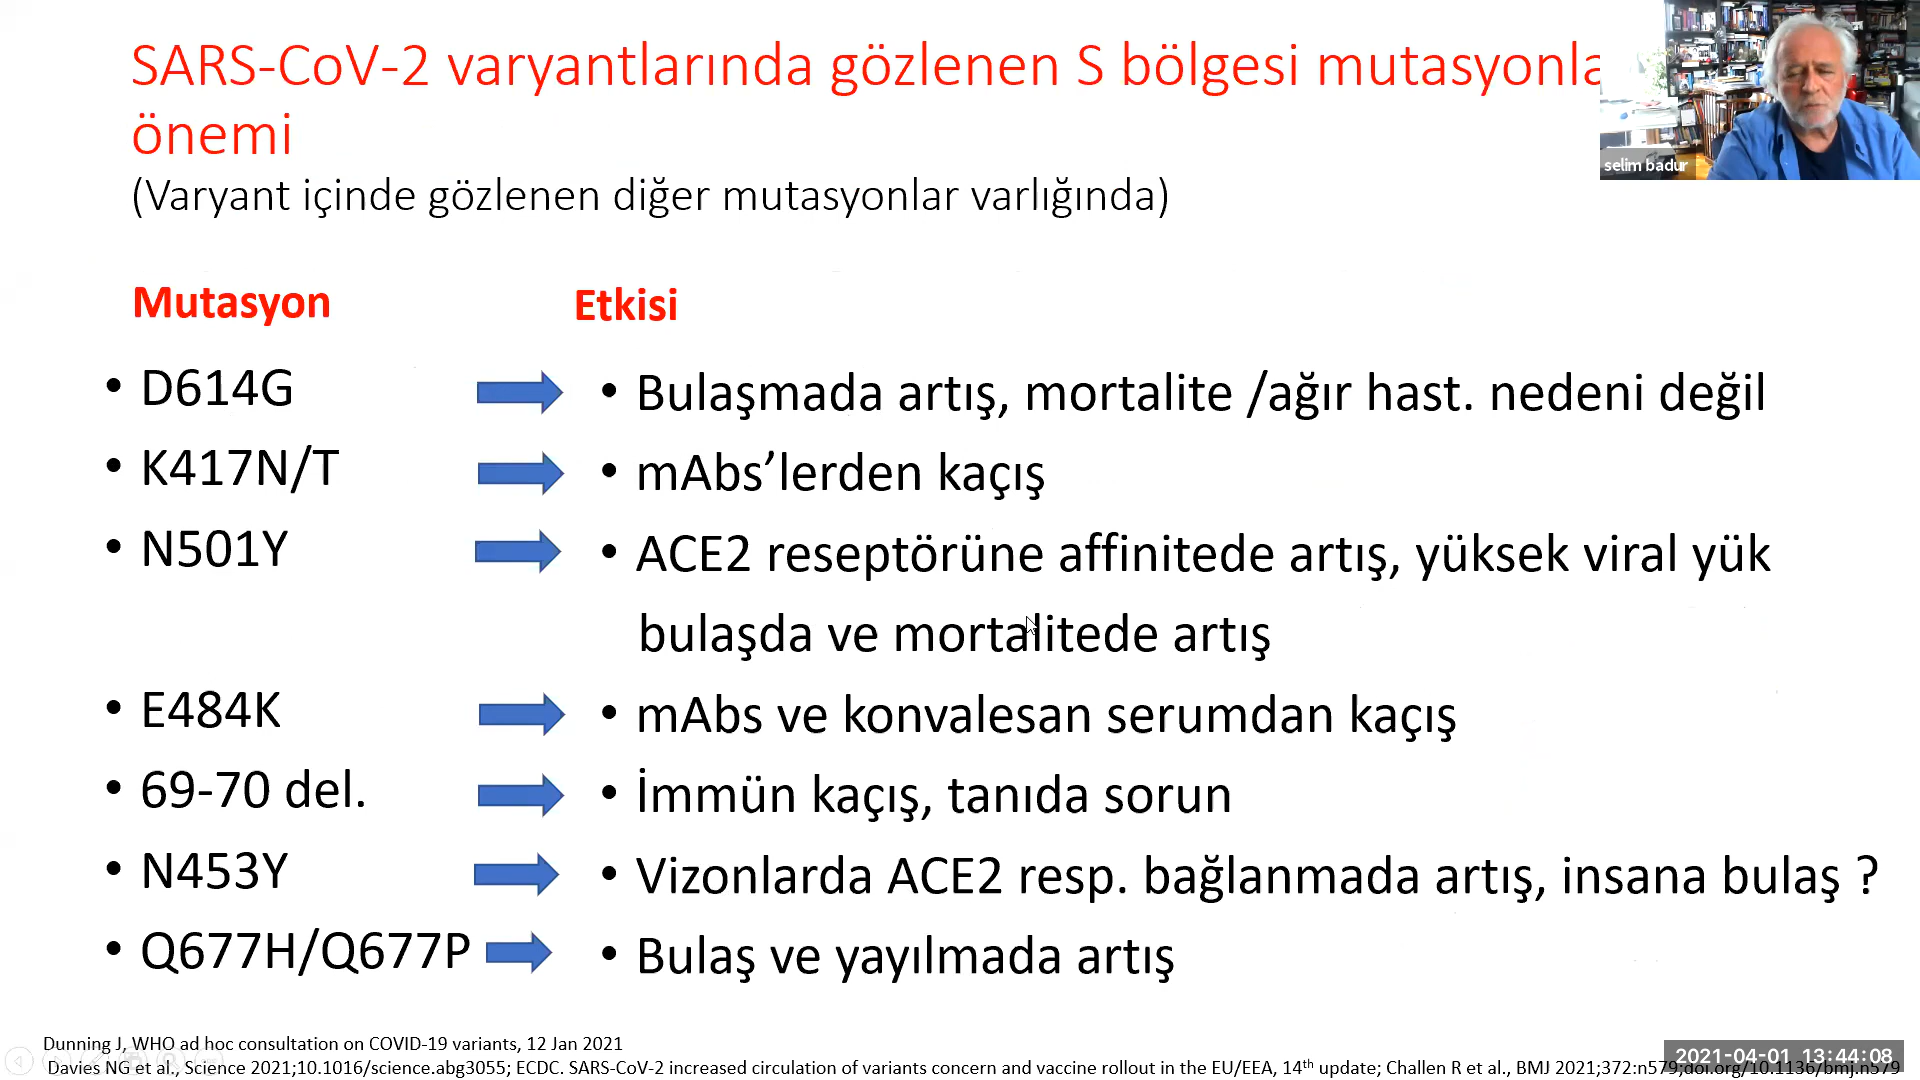 SARS-CoV-2 varyantlarında gözlenen S bölgesi mutasyonla
önemi
(Varyant içinde gözlenen diğer mutasyonlar varlığında)
selim badur
Mutasyon Etkisi
• D614G • Bulaşmada artış, mortalite /ağır hast. nedeni değil
• K417N/T • mAbs’lerden kaçış
• N501Y • ACE2 reseptörüne affinitede artış, yüksek viral yük
bulaşda ve mortalitede artış
• E484K • mAbs ve konvalesan serumdan kaçış
• 69-70 del. • İmmün kaçış, tanıda sorun
• N453Y • Vizonlarda ACE2 resp. bağlanmada artış, insana bulaş ?
• Q677H/Q677P • Bulaş ve yayılmada artış
Dunning J, WHO ad hoc consultation on COVID-19 variants, 12 Jan 2021
Davies NG et al., Science 2021;10.1016/science.abg3055; ECDC. SARS-CoV-2 increased circulation of variants concern and vaccine rollout in the EU/EEA, 14th update; Challen R et al., BMJ 2021;372:n579;doi.org/10.1136/bmj.n579
2021-04-01 13:44:08